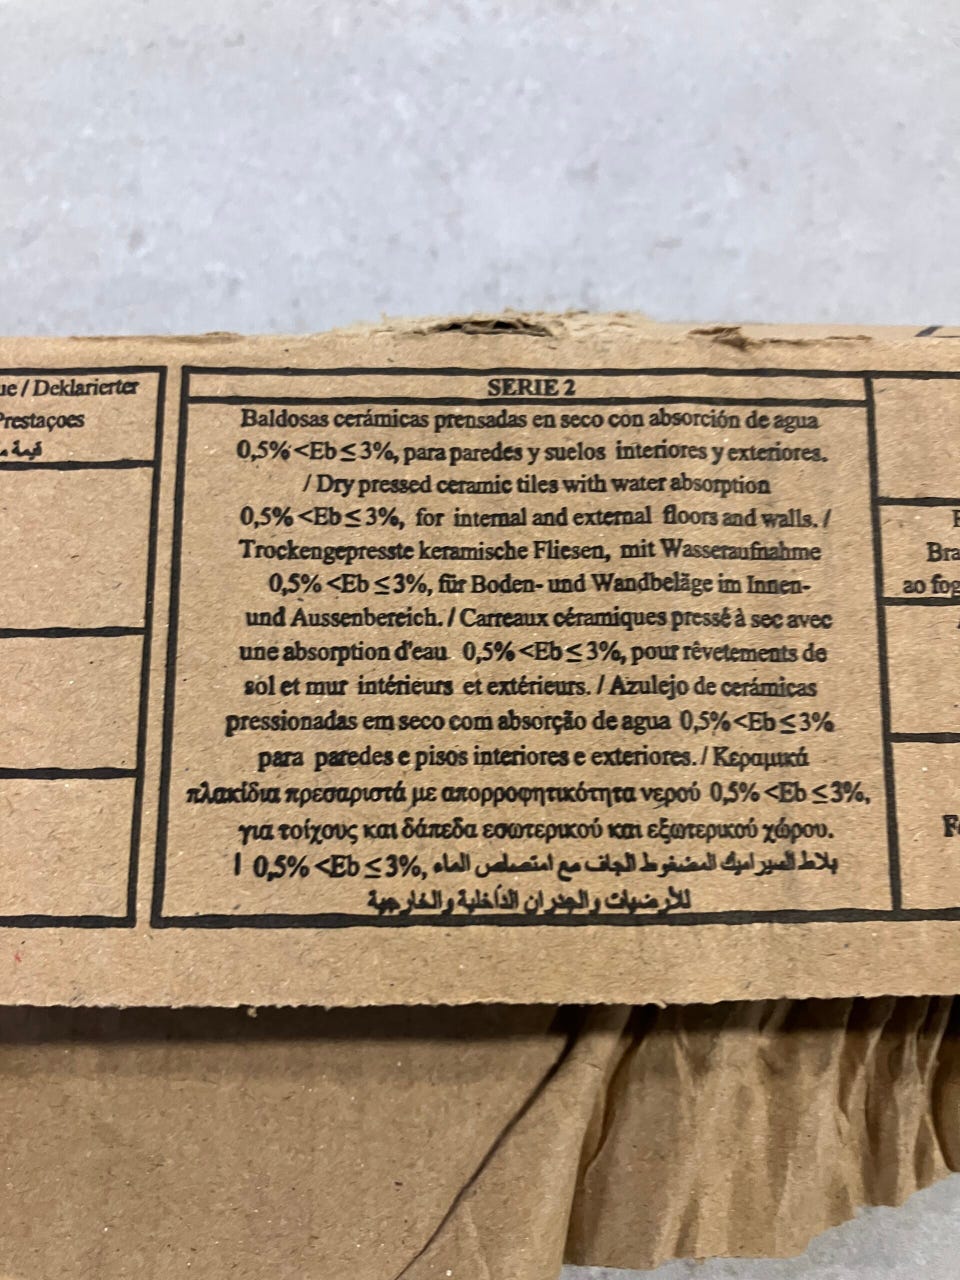 ue / Deklarierter
Prestaçoes
قيمة م
SERIE 2
Baldosas cerámicas prensadas en seco con absorción de agua
0,5% <Eb ≤ 3%, para paredes y suelos interiores y exteriores.
/ Dry pressed ceramic tiles with water absorption
0,5% <Eb ≤ 3%, for internal and external floors and walls. /
Trockengepresste keramische Fliesen, mit Wasseraufnahme
0,5% <Eb ≤ 3%, für Boden- und Wandbeläge im Innen-
und Aussenbereich. / Carreaux céramiques pressé à sec avec
une absorption d'eau 0,5% <Eb ≤ 3%, pour rêvetements de
sol et mur intérieurs et extérieurs. / Azulejo de cerámicas
pressionadas em seco com absorção de agua 0,5% <Eb ≤ 3%
para paredes e pisos interiores e exteriores. / Κεραμικά
πλακίδια πρεσαριστά με απορροφητικότητα νερού 0,5% <Eb ≤ 3%,
για τοίχους και δάπεδα εσωτερικού και εξωτερικού χώρου.
بلاط السيراميك المضغوط الجاف مع امتصاص الماء ,0,5% <Eb ≤ 3% ا
للأرضيات والجدران الداخلية والخارجية
Bra
ao fog
F